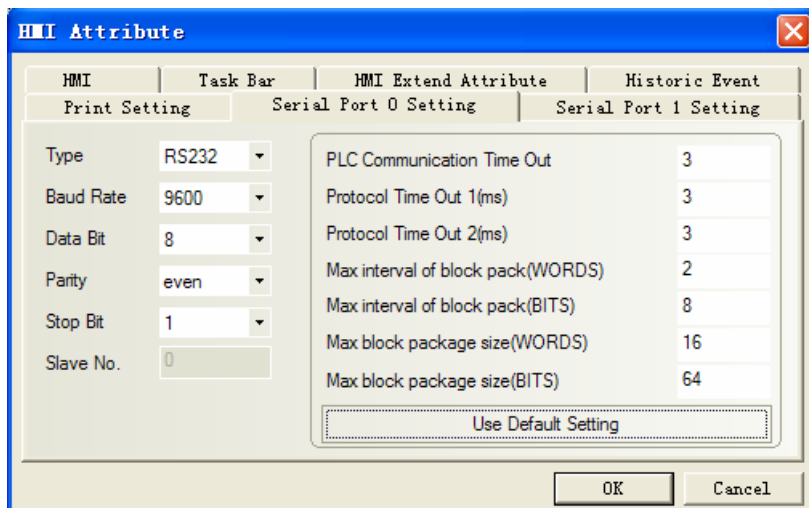 HMI Attribute
HMI Task Bar HMI Extend Attribute Historic Event
Print Setting Serial Port 0 Setting Serial Port 1 Setting
Type RS232
Baud Rate 9600
Data Bit 8
Parity even
Stop Bit 1
Slave No. 0
PLC Communication Time Out 3
Protocol Time Out 1(ms) 3
Protocol Time Out 2(ms) 3
Max interval of block pack(WORDS) 2
Max interval of block pack(BITS) 8
Max block package size(WORDS) 16
Max block package size(BITS) 64
Use Default Setting
OK Cancel